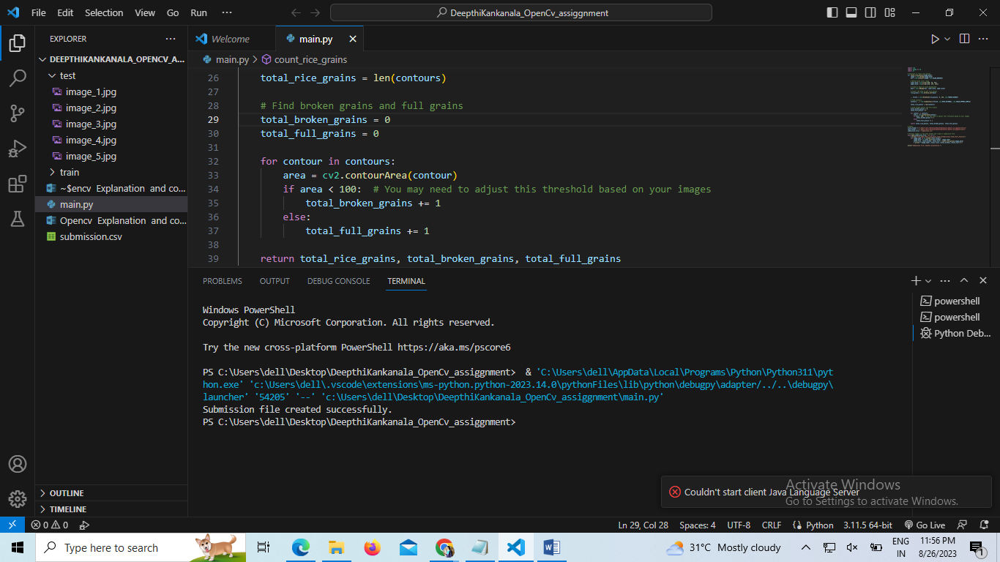 File Edit Selection View Go Run ··· DeepthiKankanala_OpenCv_assiggnment
EXPLORER ···
DEEPTHIKANKANALA_OPENCV_A...
test
image_1.jpg
image_2.jpg
image_3.jpg
image_4.jpg
image_5.jpg
train
~$encv Explanation and co...
main.py
Opencv Explanation and co...
submission.csv
OUTLINE
TIMELINE
Welcome main.py
main.py > count_rice_grains
26 total_rice_grains = len(contours)
27
28 # Find broken grains and full grains
29 total_broken_grains = 0
30 total_full_grains = 0
31
32 for contour in contours:
33 area = cv2.contourArea(contour)
34 if area < 100: # You may need to adjust this threshold based on your images
35 total_broken_grains += 1
36 else:
37 total_full_grains += 1
38
39 return total_rice_grains, total_broken_grains, total_full_grains
PROBLEMS OUTPUT DEBUG CONSOLE TERMINAL
Windows PowerShell
Copyright (C) Microsoft Corporation. All rights reserved.
Try the new cross-platform PowerShell https://aka.ms/pscore6
PS C:\Users\dell\Desktop\DeepthiKankanala_OpenCv_assiggnment> & 'C:\Users\dell\AppData\Local\Programs\Python\Python311\pyt
hon.exe' 'c:\Users\dell\.vscode\extensions\ms-python.python-2023.14.0\pythonFiles\lib\python\debugpy\adapter/../..\debugpy\
launcher' '54205' '--' 'c:\Users\dell\Desktop\DeepthiKankanala_OpenCv_assiggnment\main.py'
Submission file created successfully.
PS C:\Users\dell\Desktop\DeepthiKankanala_OpenCv_assiggnment>
powershell
powershell
Python Deb...
Couldn't start client Java Language Server
Activate Windows
Go to Settings to activate Windows.
0 0 Ln 29, Col 28 Spaces: 4 UTF-8 CRLF Python 3.11.5 64-bit Go Live
Type here to search 31°C Mostly cloudy ENG IN 11:56 PM 8/26/2023 1